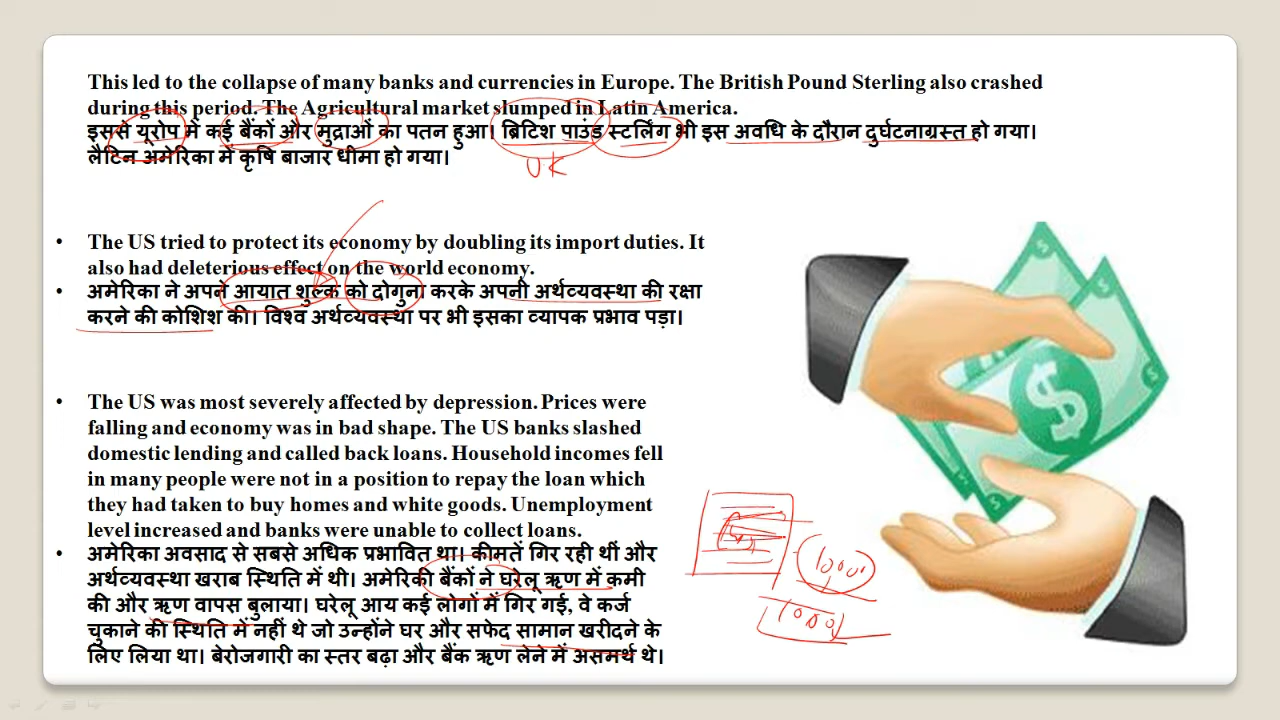 This led to the collapse of many banks and currencies in Europe. The British Pound Sterling also crashed
during this period. The Agricultural market slumped in Latin America.
इससे यूरोप में कई बैंकों और मुद्राओं का पतन हुआ। ब्रिटिश पाउंड स्टर्लिंग भी इस अवधि के दौरान दुर्घटनाग्रस्त हो गया।
लैटिन अमेरिका में कृषि बाजार धीमा हो गया।
UK
• The US tried to protect its economy by doubling its import duties. It
also had deleterious effect on the world economy.
• अमेरिका ने अपने आयात शुल्क को दोगुना करके अपनी अर्थव्यवस्था की रक्षा
करने की कोशिश की। विश्व अर्थव्यवस्था पर भी इसका व्यापक प्रभाव पड़ा।
• The US was most severely affected by depression. Prices were
falling and economy was in bad shape. The US banks slashed
domestic lending and called back loans. Household incomes fell
in many people were not in a position to repay the loan which
they had taken to buy homes and white goods. Unemployment
level increased and banks were unable to collect loans.
• अमेरिका अवसाद से सबसे अधिक प्रभावित था। कीमतें गिर रही थीं और
अर्थव्यवस्था खराब स्थिति में थी। अमेरिकी बैंकों ने घरेलू ऋण में कमी
की और ऋण वापस बुलाया। घरेलू आय कई लोगों में गिर गई, वे कर्ज
चुकाने की स्थिति में नहीं थे जो उन्होंने घर और सफेद सामान खरीदने के
लिए लिया था। बेरोजगारी का स्तर बढ़ा और बैंक ऋण लेने में असमर्थ थे।